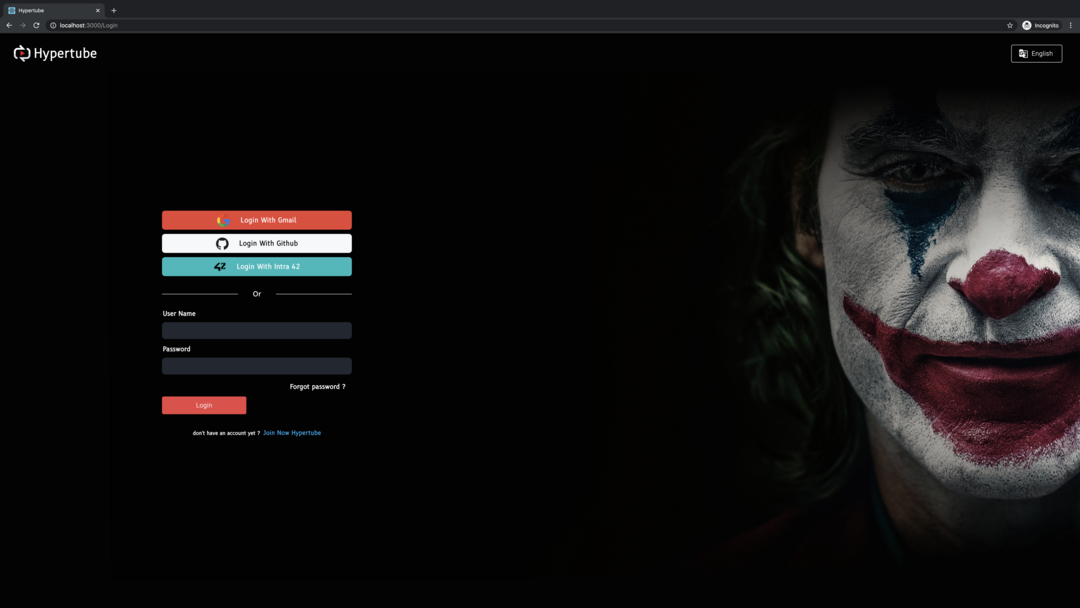 Hypertube
localhost:3000/Login
Incognito
Hypertube
English
Login With Gmail
Login With Github
42 Login With Intra 42
Or
User Name
Password
Forgot password ?
Login
don't have an account yet ? Join Now Hypertube